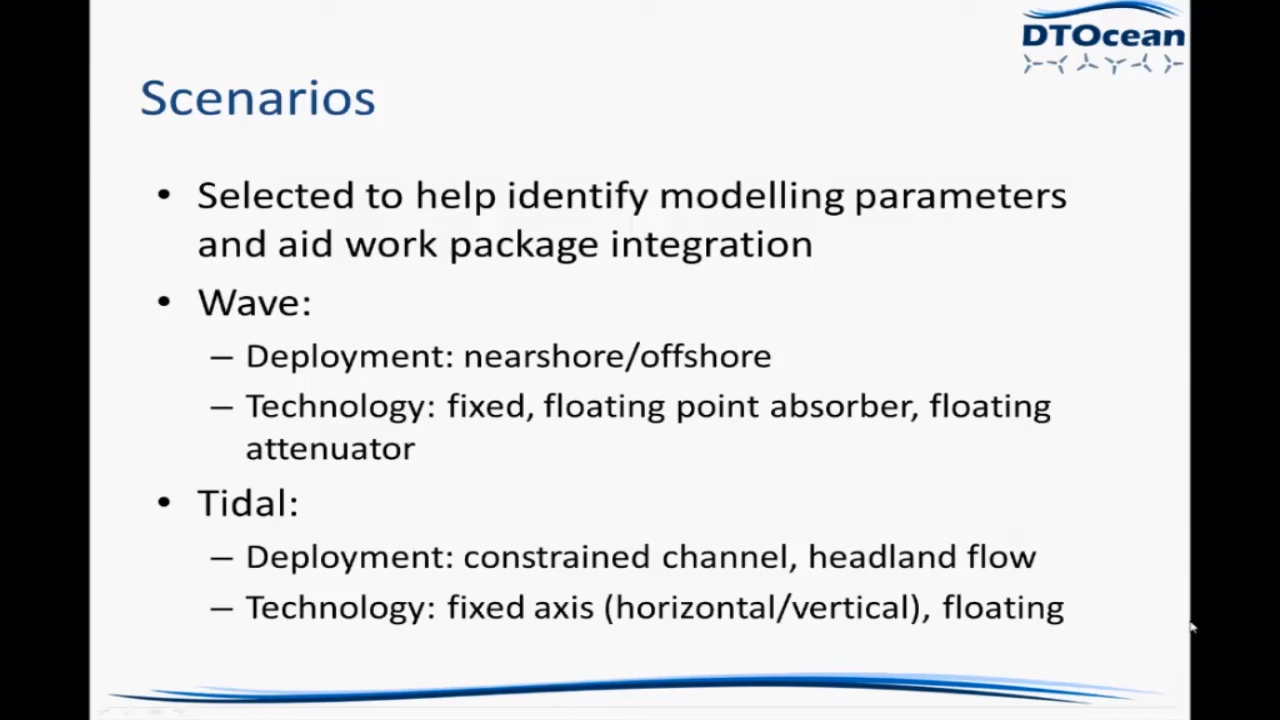 DTOcean
Scenarios
• Selected to help identify modelling parameters
and aid work package integration
• Wave:
– Deployment: nearshore/offshore
– Technology: fixed, floating point absorber, floating
attenuator
• Tidal:
– Deployment: constrained channel, headland flow
– Technology: fixed axis (horizontal/vertical), floating